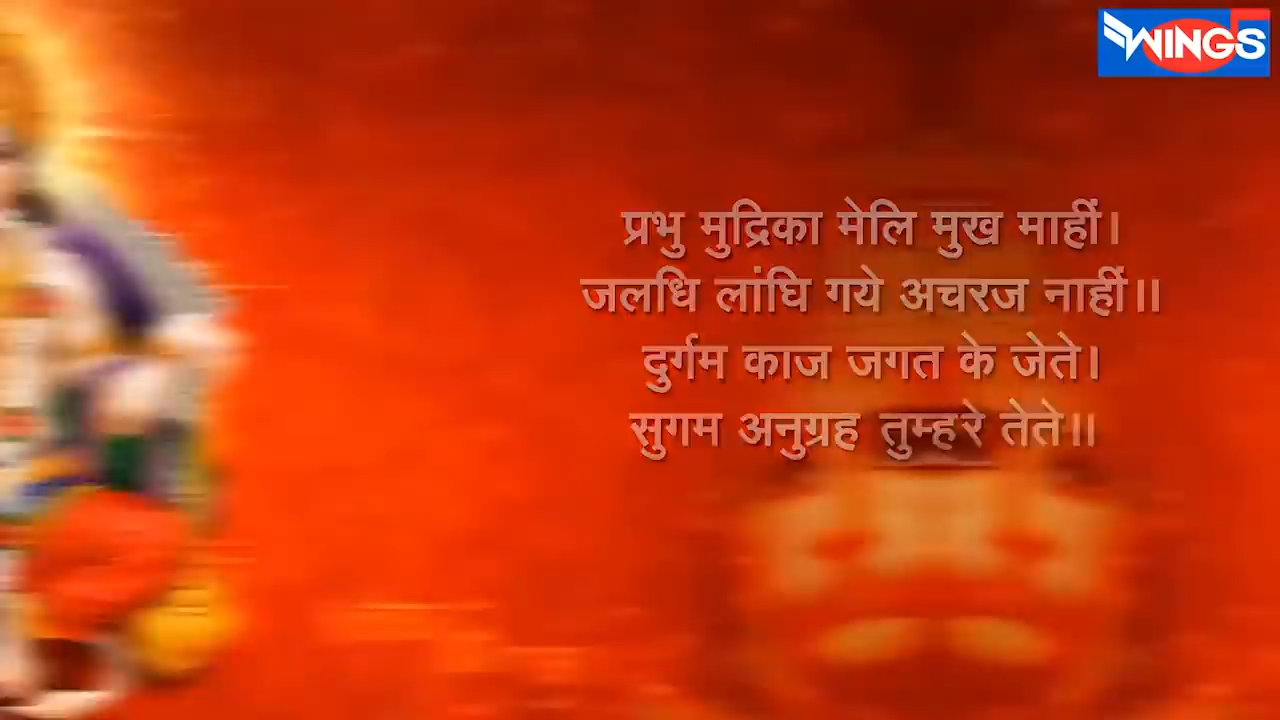 WINGS
प्रभु मुद्रिका मेलि मुख माहीं।
जलधि लांघि गये अचरज नाहीं॥
दुर्गम काज जगत के जेते।
सुगम अनुग्रह तुम्हरे तेते॥